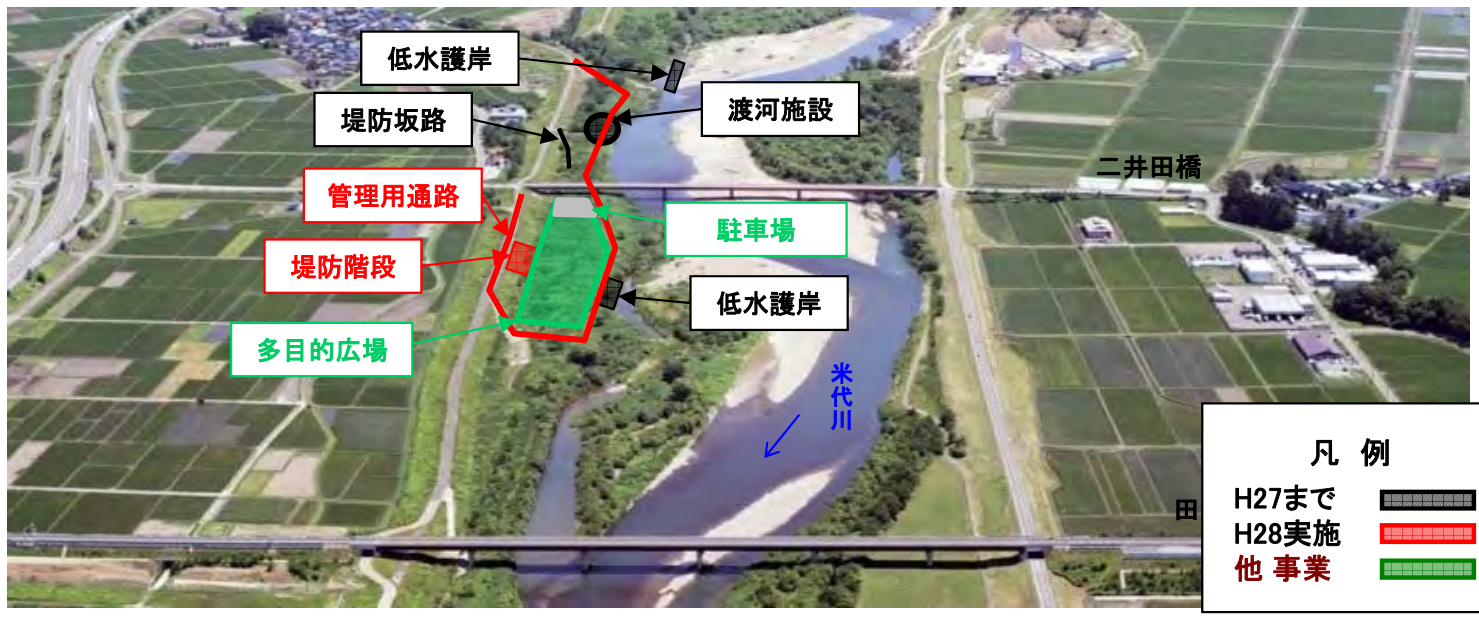 低水護岸
堤防坂路
渡河施設
二井田橋
管理用通路
駐車場
堤防階段
低水護岸
多目的広場
米代川
凡 例
H27まで
H28実施
他 事業
田